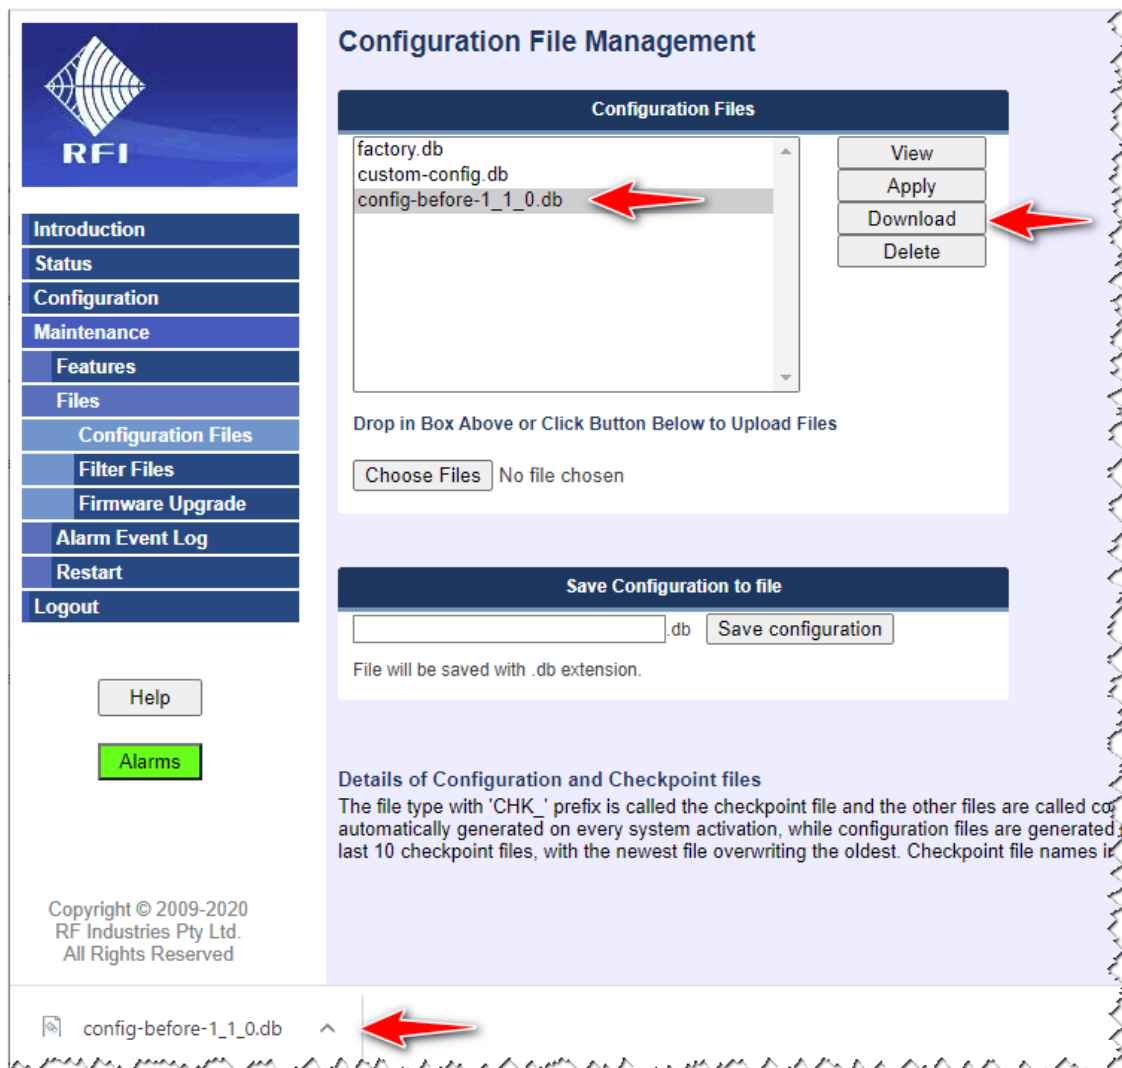 RFI
Introduction
Status
Configuration
Maintenance
Features
Files
Configuration Files
Filter Files
Firmware Upgrade
Alarm Event Log
Restart
Logout
Help
Alarms
Copyright © 2009-2020
RF Industries Pty Ltd.
All Rights Reserved
Configuration File Management
Configuration Files
factory.db
custom-config.db
config-before-1_1_0.db
View
Apply
Download
Delete
Drop in Box Above or Click Button Below to Upload Files
Choose Files No file chosen
Save Configuration to file
.db Save configuration
File will be saved with .db extension.
Details of Configuration and Checkpoint files
The file type with 'CHK_' prefix is called the checkpoint file and the other files are called
automatically generated on every system activation, while configuration files are generated
last 10 checkpoint files, with the newest file overwriting the oldest. Checkpoint file names
config-before-1_1_0.db